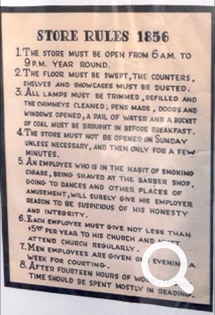 STORE RULES 1856
1. THE STORE MUST BE OPEN FROM 6 A.M. TO
9 P.M. YEAR ROUND.
2. THE FLOOR MUST BE SWEPT, THE COUNTERS,
SHELVES AND SHOWCASES MUST BE DUSTED.
3. ALL LAMPS MUST BE TRIMMED, REFILLED AND
THE CHIMNEYS CLEANED; PENS MADE, DOORS AND
WINDOWS OPENED, A PAIL OF WATER AND A BUCKET
OF COAL MUST BE BROUGHT IN BEFORE BREAKFAST.
4. THE STORE MUST NOT BE OPENED ON SUNDAY
UNLESS NECESSARY, AND THEN ONLY FOR A FEW
MINUTES.
5. AN EMPLOYEE WHO IS IN THE HABIT OF SMOKING
CIGARS, BEING SHAVED AT THE BARBER SHOP,
GOING TO DANCES AND OTHER PLACES OF
AMUSEMENT, WILL SURELY GIVE HIS EMPLOYER
REASON TO BE SUSPICIOUS OF HIS HONESTY
AND INTEGRITY.
6. EACH EMPLOYEE MUST GIVE NOT LESS THAN
$5.00 PER YEAR TO HIS CHURCH AND MUST
ATTEND CHURCH REGULARLY.
7. MEN EMPLOYEES ARE GIVEN ONE EVENING A
WEEK FOR COURTING.
8. AFTER FOURTEEN HOURS OF WORK
TIME SHOULD BE SPENT MOSTLY IN READING.